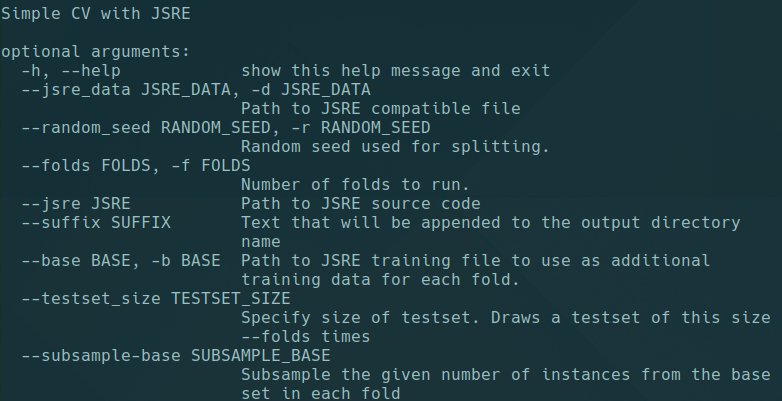 Simple CV with JSRE

optional arguments:
  -h, --help            show this help message and exit
  --jsre_data JSRE_DATA, -d JSRE_DATA
                        Path to JSRE compatible file
  --random_seed RANDOM_SEED, -r RANDOM_SEED
                        Random seed used for splitting.
  --folds FOLDS, -f FOLDS
                        Number of folds to run.
  --jsre JSRE           Path to JSRE source code
  --suffix SUFFIX       Text that will be appended to the output directory
                        name
  --base BASE, -b BASE  Path to JSRE training file to use as additional
                        training data for each fold.
  --testset_size TESTSET_SIZE
                        Specify size of testset. Draws a testset of this size
                        --folds times
  --subsample-base SUBSAMPLE_BASE
                        Subsample the given number of instances from the base
                        set in each fold